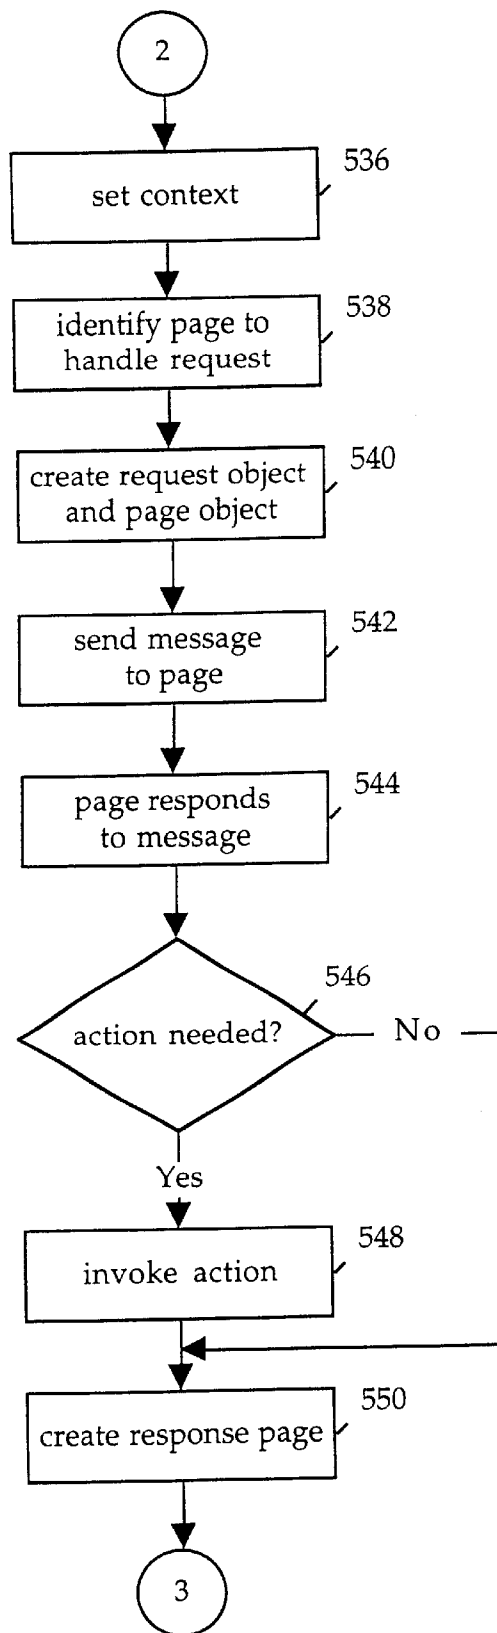 2
536
set context
538
identify page to
handle request
540
create request object
and page object
542
send message
to page
544
page responds
to message
546
action needed?
No
Yes
548
invoke action
550
create response page
3